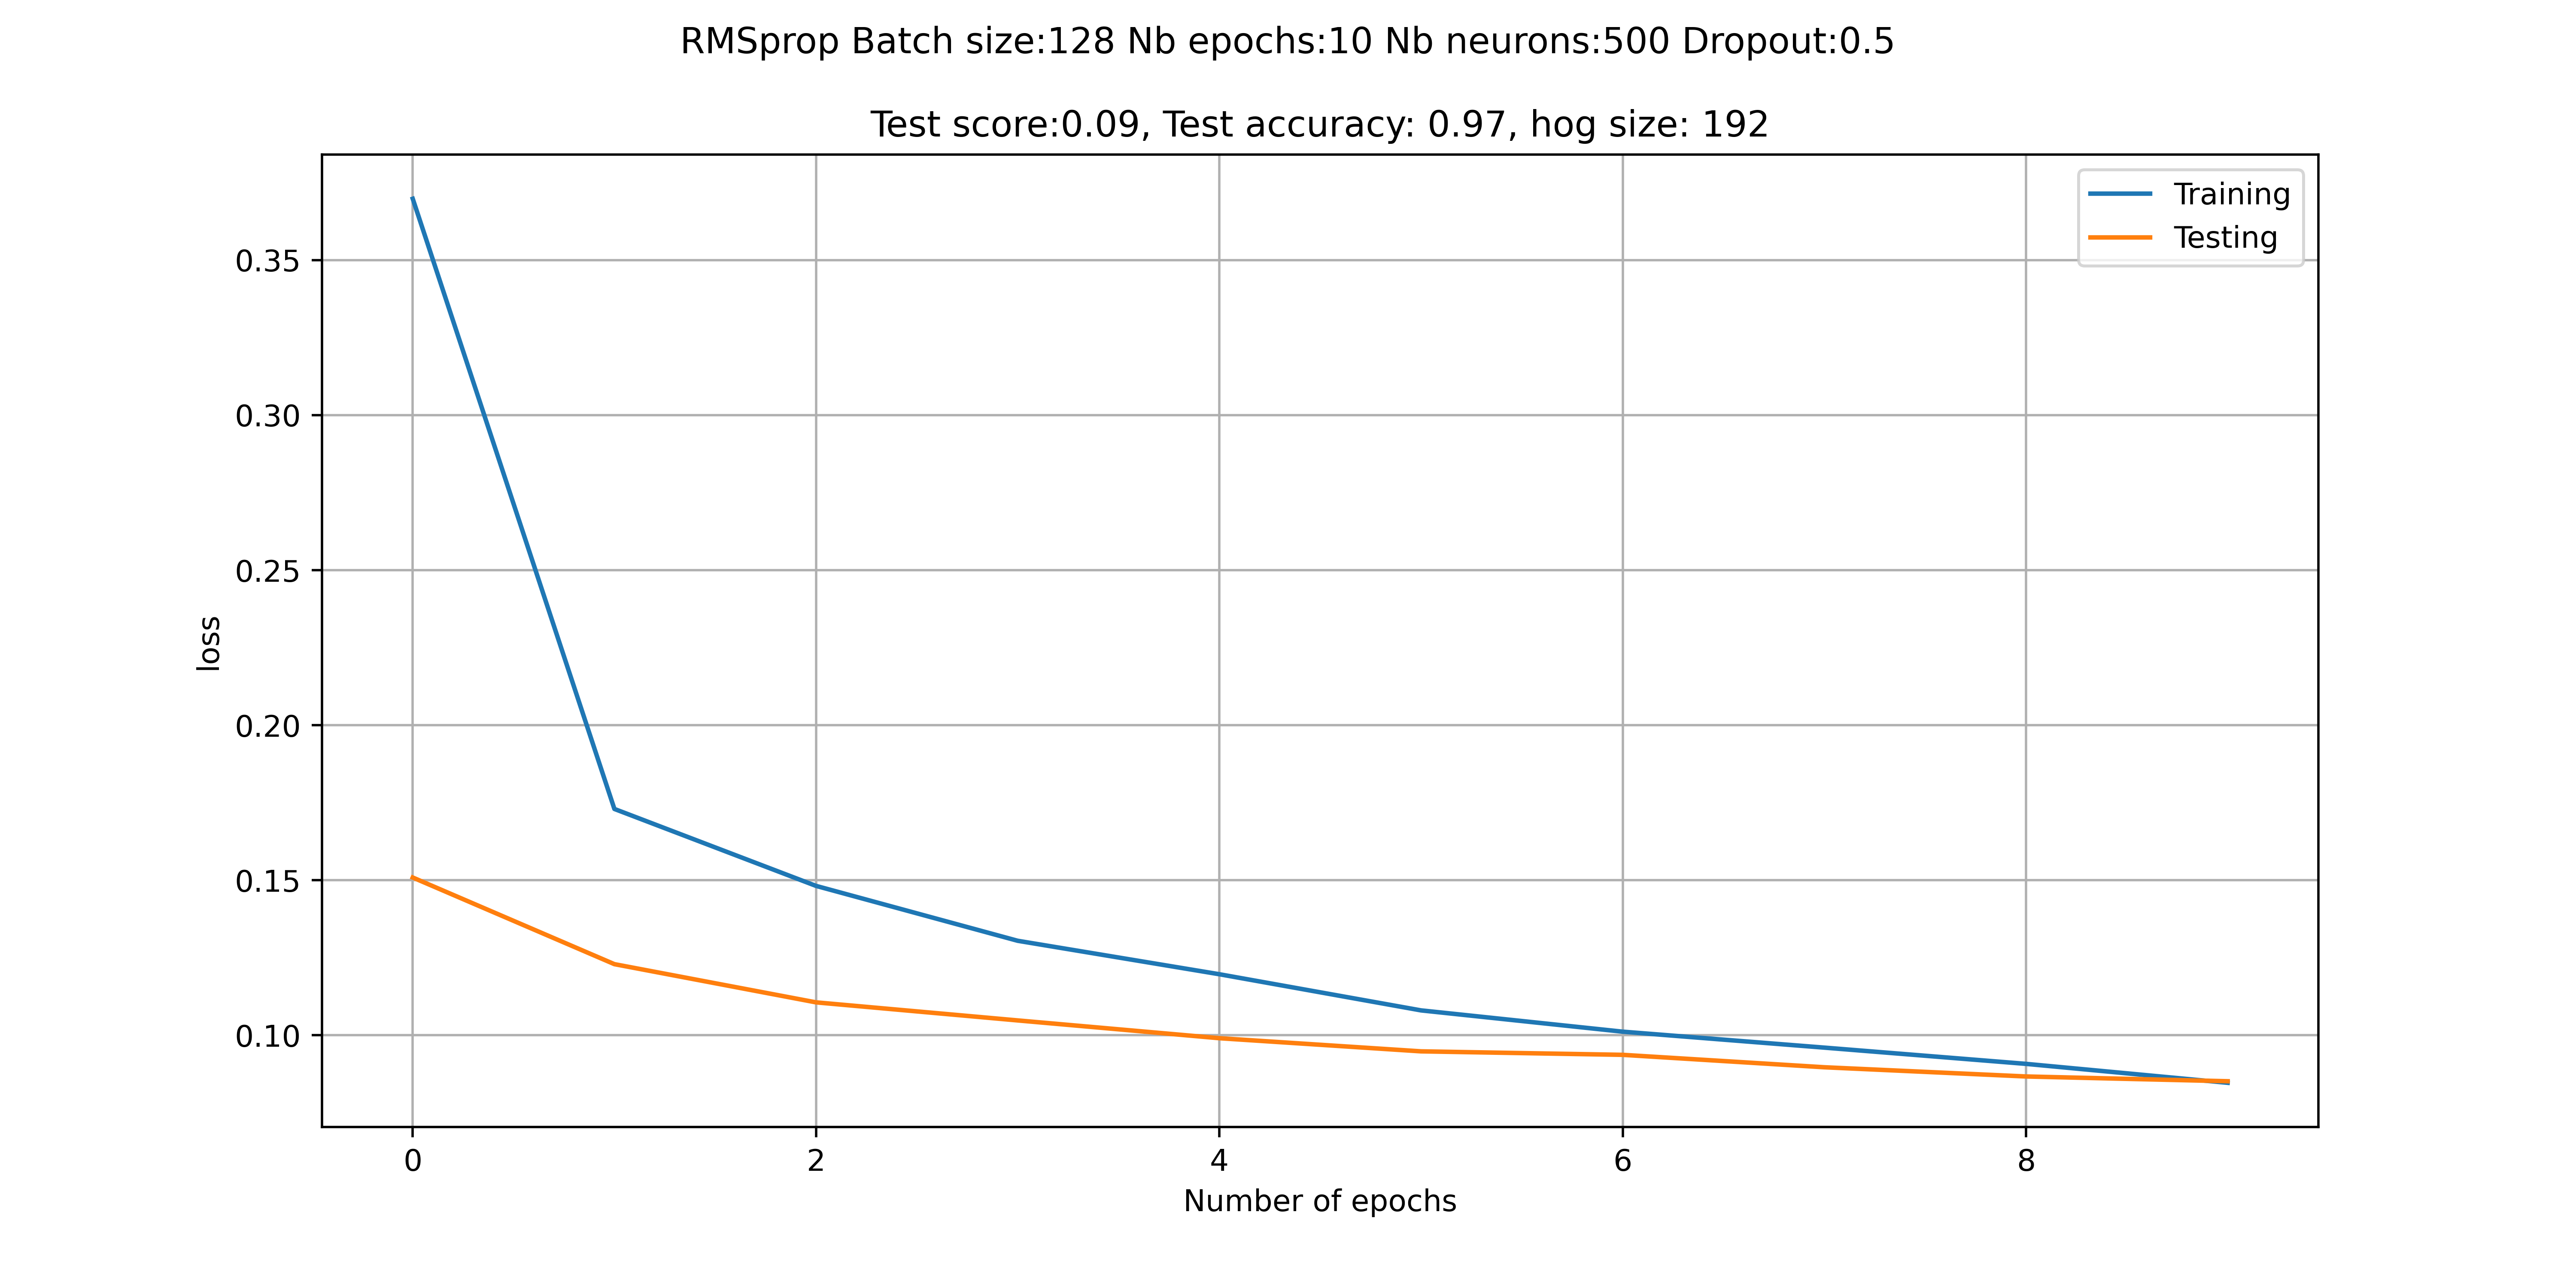 RMSprop Batch size:128 Nb epochs:10 Nb neurons:500 Dropout:0.5
Test score:0.09, Test accuracy: 0.97, hog size: 192
Training
Testing
0.35
0.30
0.25
0.20
0.15
0.10
loss
0 2 4 6 8
Number of epochs